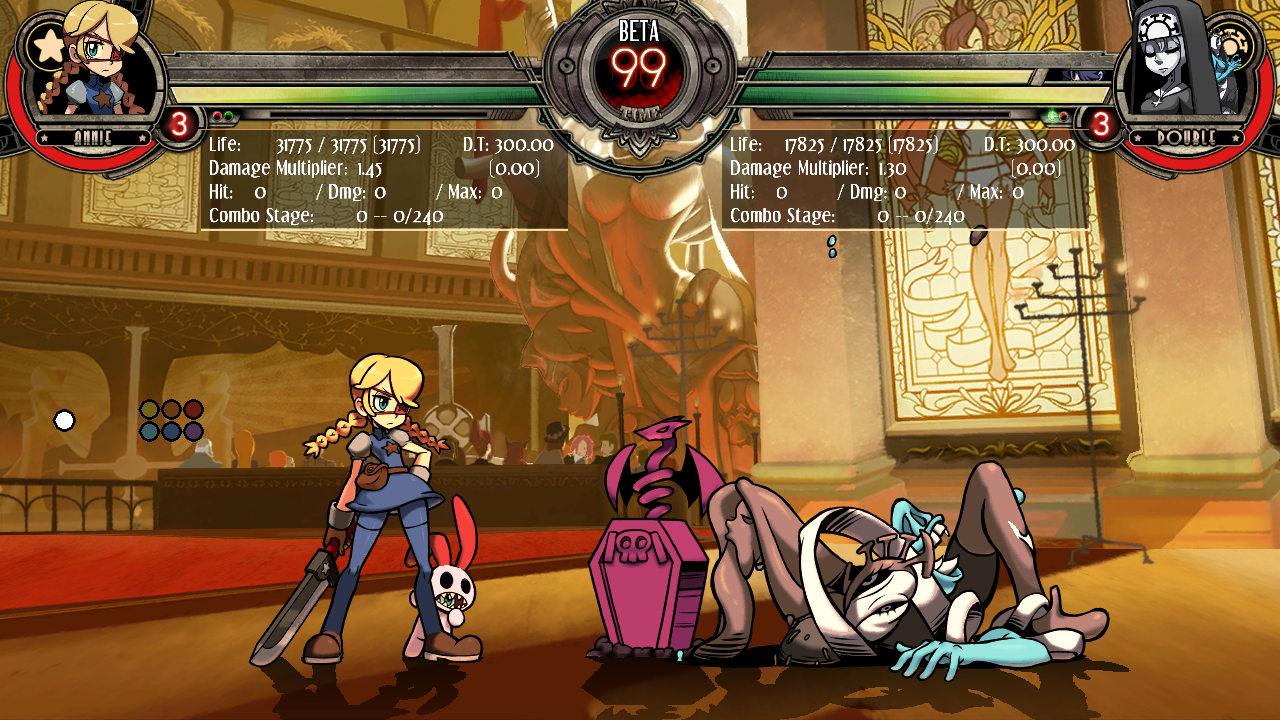 BETA
99
TIME
ANNIE
3
3
DOUBLE
Life: 31775 / 31775 (31775) D.T: 300.00
Damage Multiplier: 1.45 (0.00)
Hit: 0 / Dmg: 0 / Max: 0
Combo Stage: 0 -- 0/240
Life: 17825 / 17825 (17825) D.T: 300.00
Damage Multiplier: 1.30 (0.00)
Hit: 0 / Dmg: 0 / Max: 0
Combo Stage: 0 -- 0/240